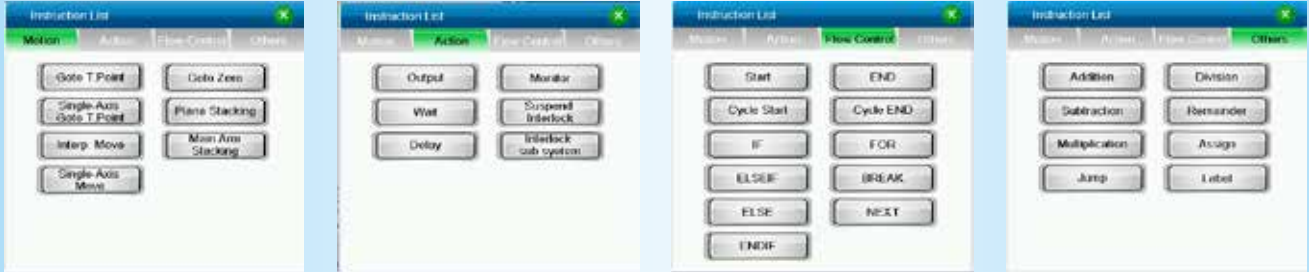 Instruction List
Motion Action Flow Control Others
Goto T.Point Goto Zero
Single-Axis
Goto T.Point
Plane Stacking
Interp. Move
Main Arm
Stacking
Single-Axis
Move
Instruction List
Motion Action Flow Control Others
Output Monitor
Wait
Suspend
Interlock
Delay
Interlock
sub system
Instruction List
Motion Action Flow Control Others
Start END
Cycle Start Cycle END
IF FOR
ELSEIF BREAK
ELSE NEXT
ENDIF
Instruction List
Motion Action Flow Control Others
Addition Division
Subtraction Remainder
Multiplication Assign
Jump Label